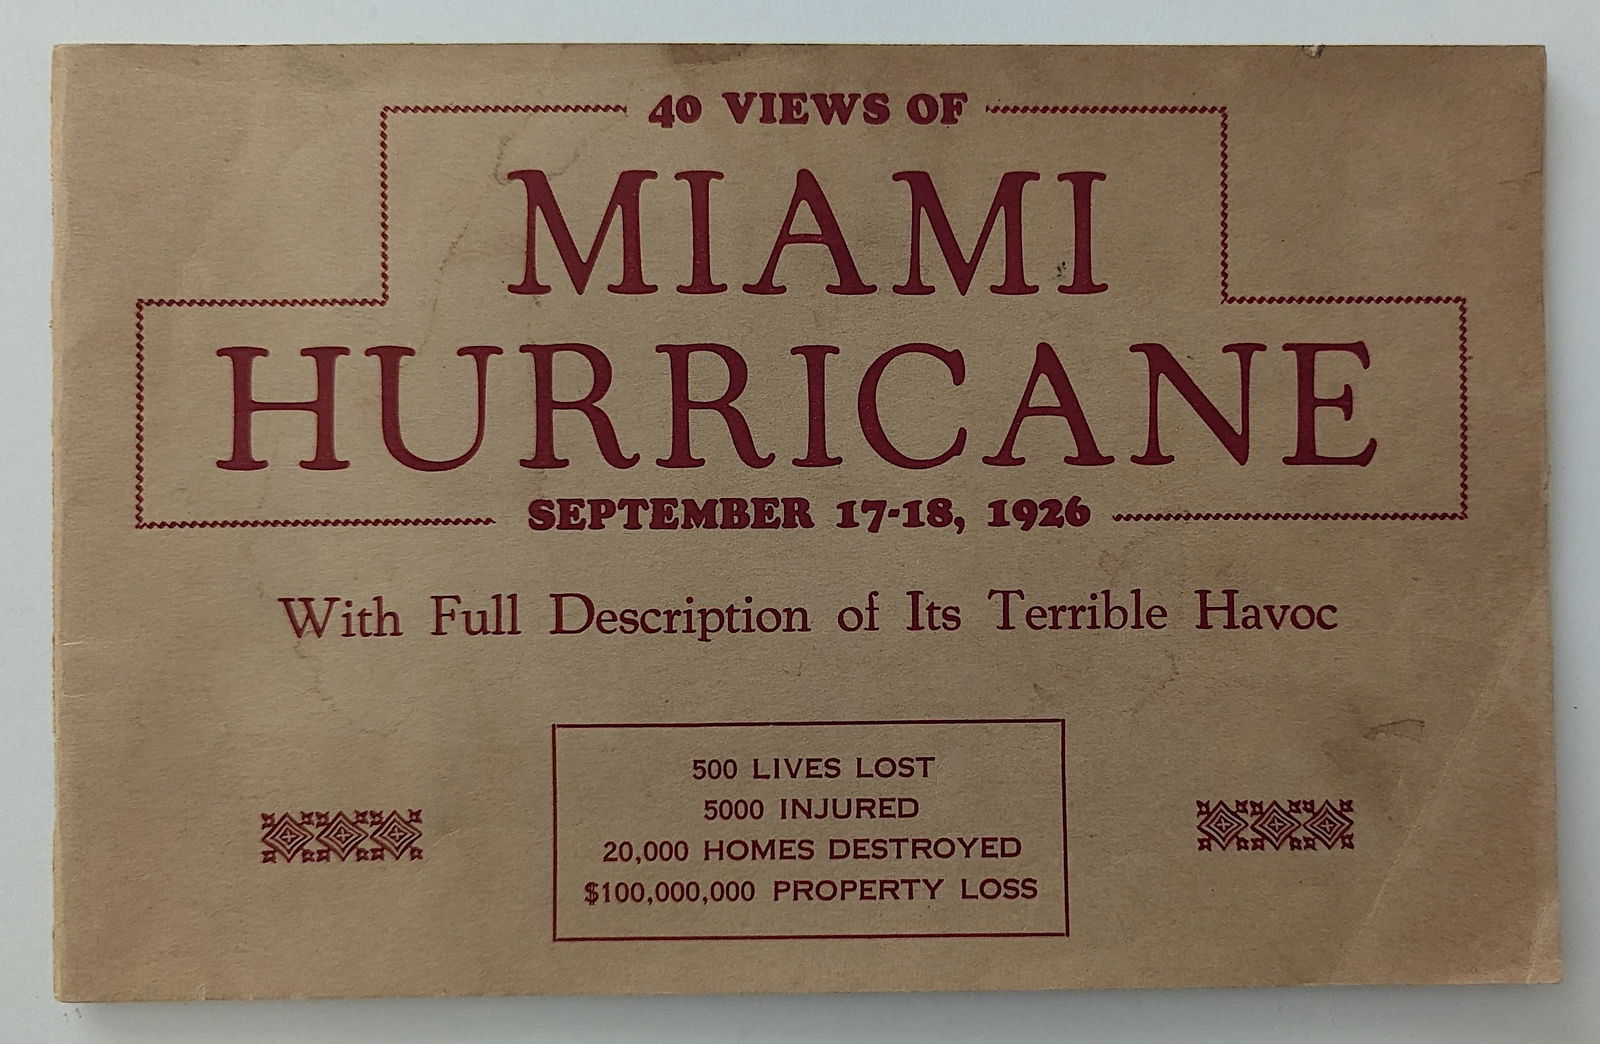 40 VIEWS OF
MIAMI
HURRICANE
SEPTEMBER 17-18, 1926
With Full Description of Its Terrible Havoc
500 LIVES LOST
5000 INJURED
20,000 HOMES DESTROYED
$100,000,000 PROPERTY LOSS